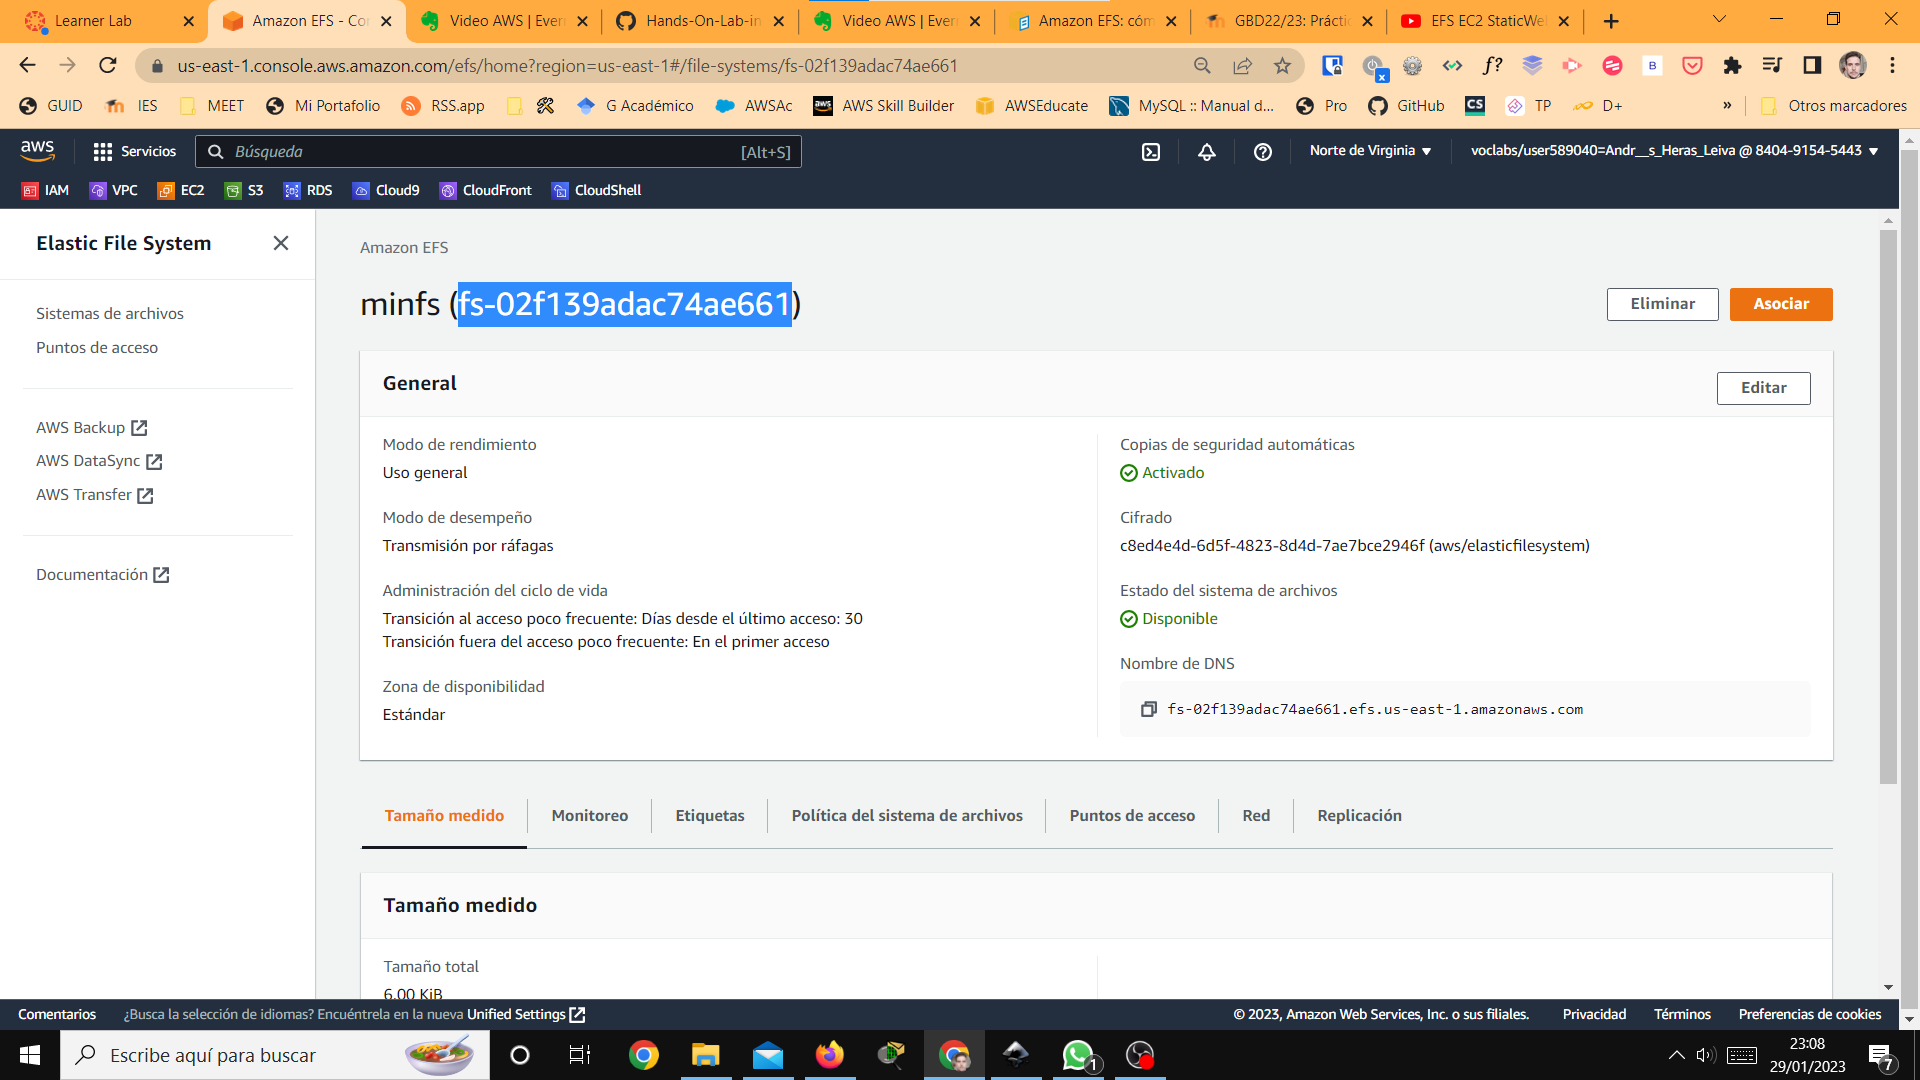 Learner Lab
Amazon EFS - Co
Video AWS | Ever
Hands-On-Lab-in
Video AWS | Ever
Amazon EFS: cóm
GBD22/23: Prácti
EFS EC2 StaticWe
us-east-1.console.aws.amazon.com/efs/home?region=us-east-1#/file-systems/fs-02f139adac74ae661
GUID
IES
MEET
Mi Portafolio
RSS.app
G Académico
AWSAc
AWS Skill Builder
AWSEducate
MySQL :: Manual d...
Pro
GitHub
CS
TP
D+
»
Otros marcadores
aws
Servicios
Búsqueda
[Alt+S]
Norte de Virginia
voclabs/user589040=Andr__s_Heras_Leiva @ 8404-9154-5443
IAM
VPC
EC2
S3
RDS
Cloud9
CloudFront
CloudShell
Elastic File System
Sistemas de archivos
Puntos de acceso
AWS Backup
AWS DataSync
AWS Transfer
Documentación
Amazon EFS
minfs (fs-02f139adac74ae661)
Eliminar
Asociar
General
Editar
Modo de rendimiento
Uso general
Modo de desempeño
Transmisión por ráfagas
Administración del ciclo de vida
Transición al acceso poco frecuente: Días desde el último acceso: 30
Transición fuera del acceso poco frecuente: En el primer acceso
Zona de disponibilidad
Estándar
Copias de seguridad automáticas
Activado
Cifrado
c8ed4e4d-6d5f-4823-8d4d-7ae7bce2946f (aws/elasticfilesystem)
Estado del sistema de archivos
Disponible
Nombre de DNS
fs-02f139adac74ae661.efs.us-east-1.amazonaws.com
Tamaño medido
Monitoreo
Etiquetas
Política del sistema de archivos
Puntos de acceso
Red
Replicación
Tamaño medido
Tamaño total
6.00 KiB
Comentarios
¿Busca la selección de idiomas? Encuéntrela en la nueva Unified Settings
© 2023, Amazon Web Services, Inc. o sus filiales.
Privacidad
Términos
Preferencias de cookies
Escribe aquí para buscar
1
23:08
29/01/2023
7